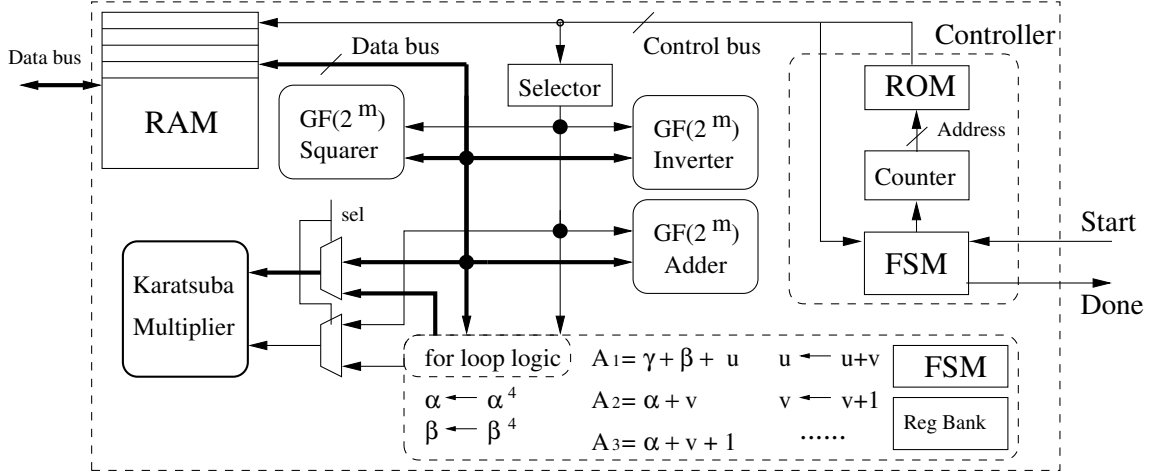 Data bus
RAM
Data bus
Control bus
Controller
Selector
ROM
Address
Counter
FSM
Start
Done
GF(2 m)
Squarer
GF(2 m)
Inverter
sel
GF(2 m)
Adder
Karatsuba
Multiplier
for loop logic
α ← α 4
β ← β 4
A1= γ + β + u
A2= α + v
A3= α + v + 1
u ← u+v
v ← v+1
......
FSM
Reg Bank